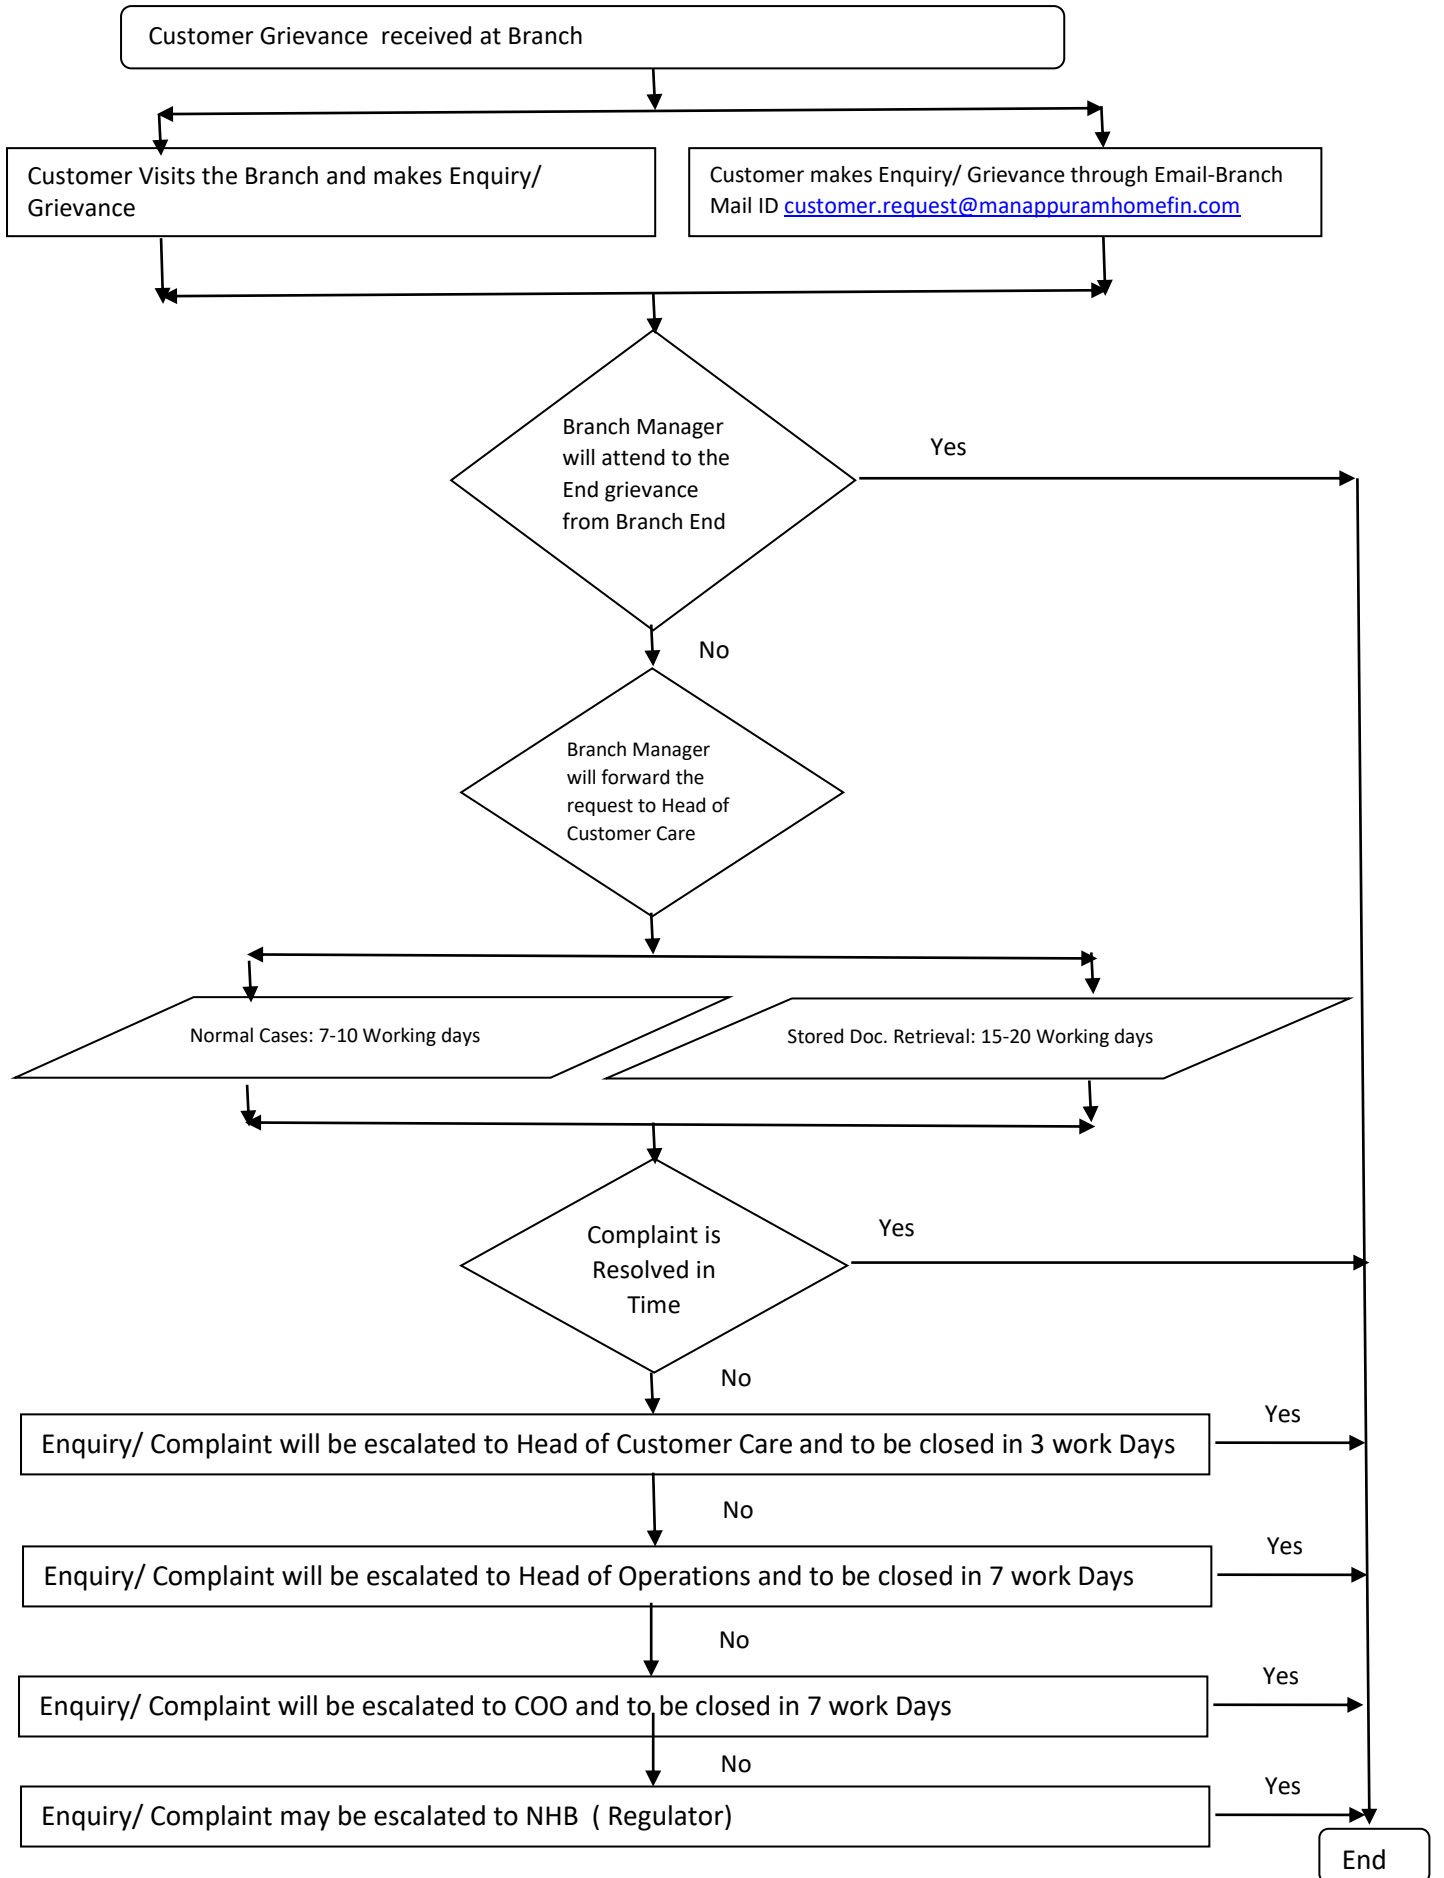 Customer Grievance  received at Branch
Customer Visits the Branch and makes Enquiry/
Grievance
Customer makes Enquiry/ Grievance through Email-Branch
Mail ID customer.request@manappuramhomefin.com
Branch Manager
will attend to the
End grievance
from Branch End
Yes
No
Branch Manager
will forward the
request to Head of
Customer Care
Normal Cases: 7-10 Working days
Stored Doc. Retrieval: 15-20 Working days
Complaint is
Resolved in
Time
Yes
No
Enquiry/ Complaint will be escalated to Head of Customer Care and to be closed in 3 work Days
Yes
No
Enquiry/ Complaint will be escalated to Head of Operations and to be closed in 7 work Days
Yes
No
Enquiry/ Complaint will be escalated to COO and to be closed in 7 work Days
Yes
No
Enquiry/ Complaint may be escalated to NHB  ( Regulator)
Yes
End